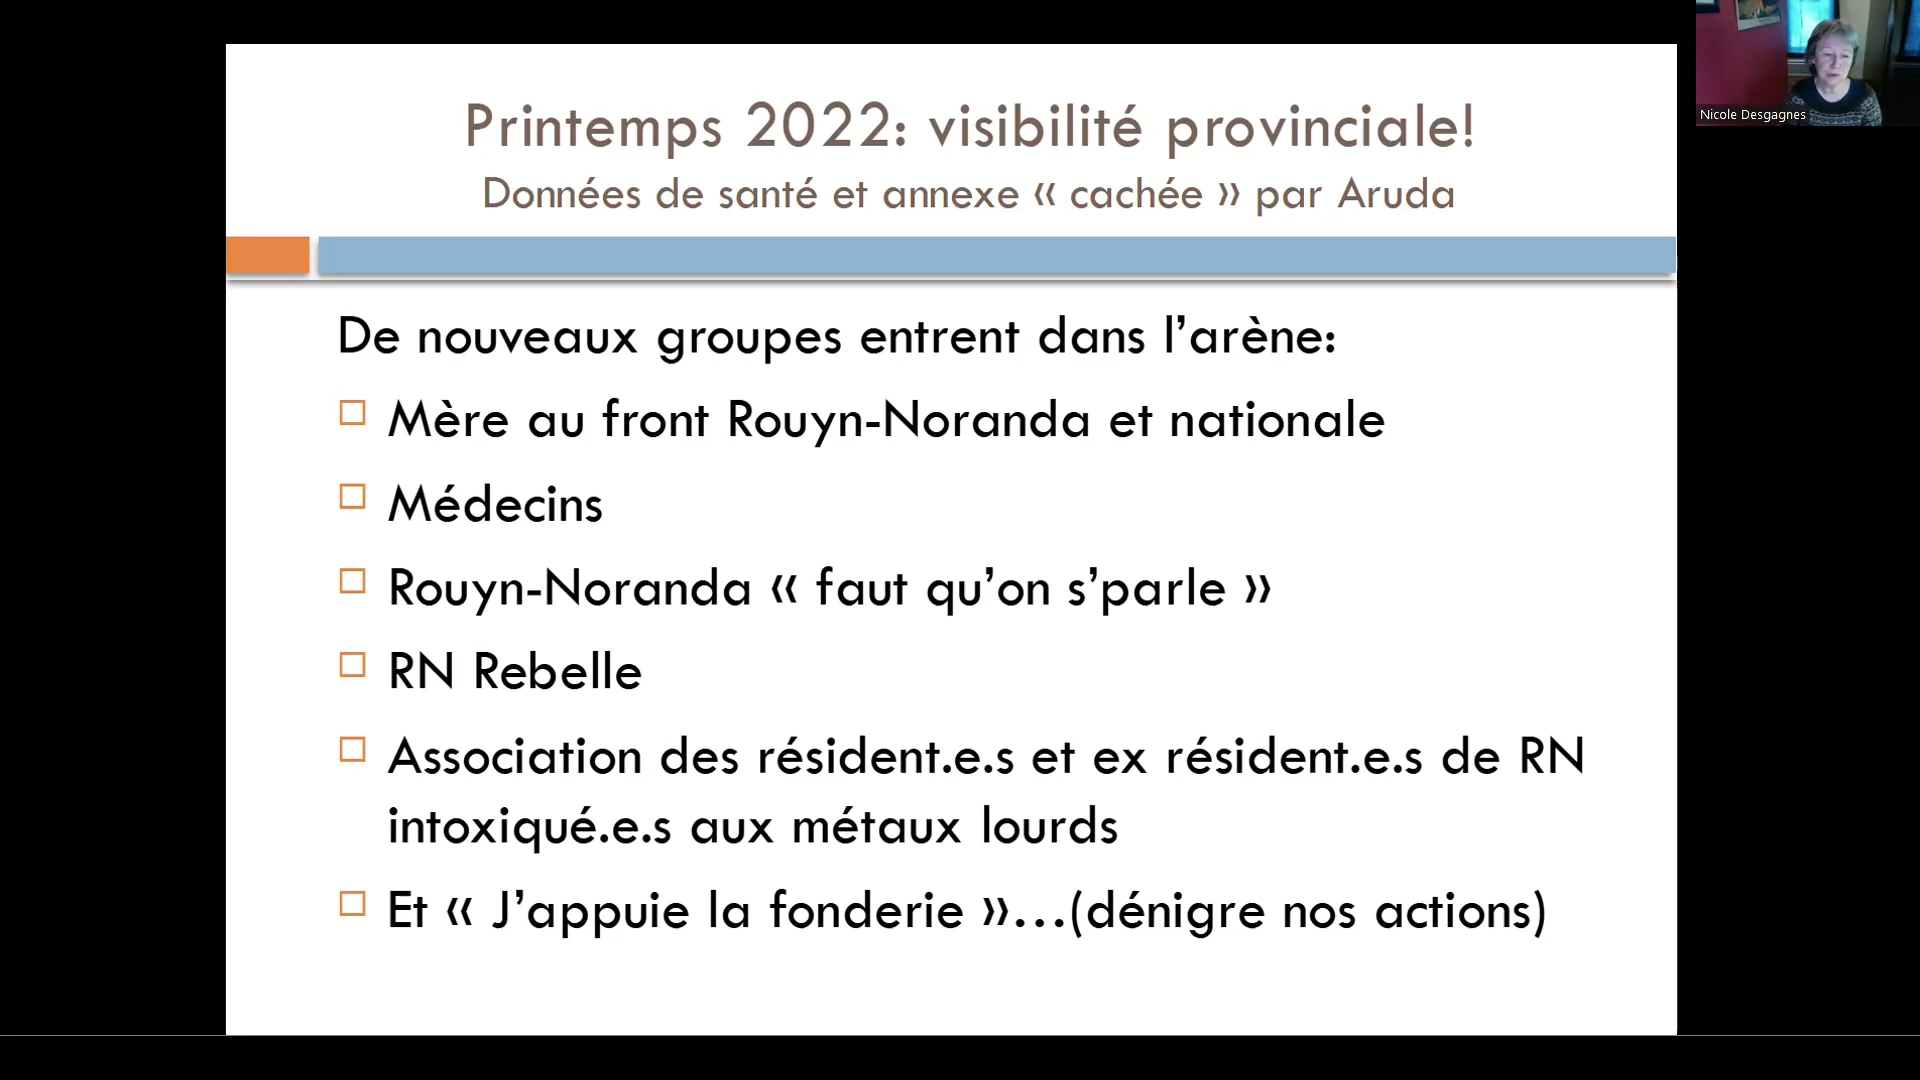 Printemps 2022: visibilité provinciale!
Données de santé et annexe « cachée » par Aruda
Nicole Desgagnes
De nouveaux groupes entrent dans l’arène:
Mère au front Rouyn-Noranda et nationale
Médecins
Rouyn-Noranda « faut qu’on s’parle »
RN Rebelle
Association des résident.e.s et ex résident.e.s de RN
intoxiqué.e.s aux métaux lourds
Et « J’appuie la fonderie »…(dénigre nos actions)